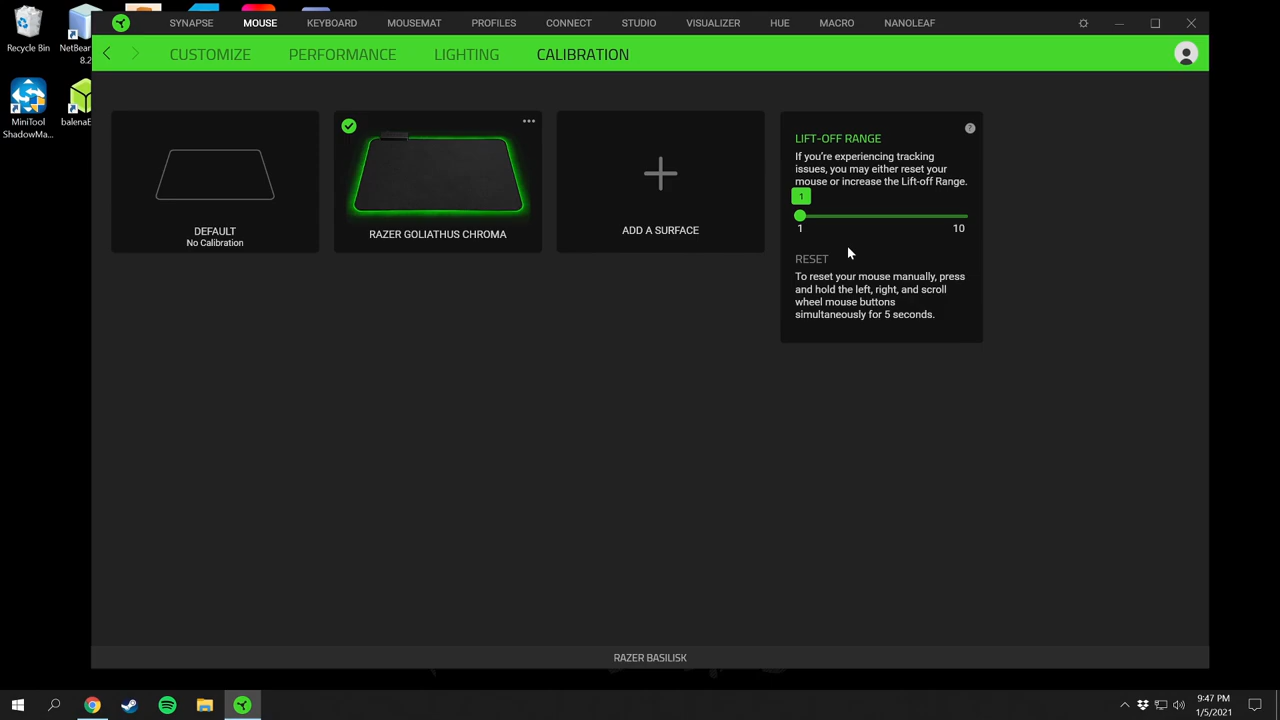 SYNAPSE MOUSE KEYBOARD MOUSEMAT PROFILES CONNECT STUDIO VISUALIZER HUE MACRO NANOLEAF
CUSTOMIZE PERFORMANCE LIGHTING CALIBRATION
Recycle Bin
NetBea...
8.2
MiniTool
ShadowMa...
balenaE
DEFAULT
No Calibration
RAZER GOLIATHUS CHROMA
ADD A SURFACE
LIFT-OFF RANGE
If you're experiencing tracking
issues, you may either reset your
mouse or increase the Lift-off Range.
1
1 10
RESET
To reset your mouse manually, press
and hold the left, right, and scroll
wheel mouse buttons
simultaneously for 5 seconds.
RAZER BASILISK
9:47 PM
1/5/2021